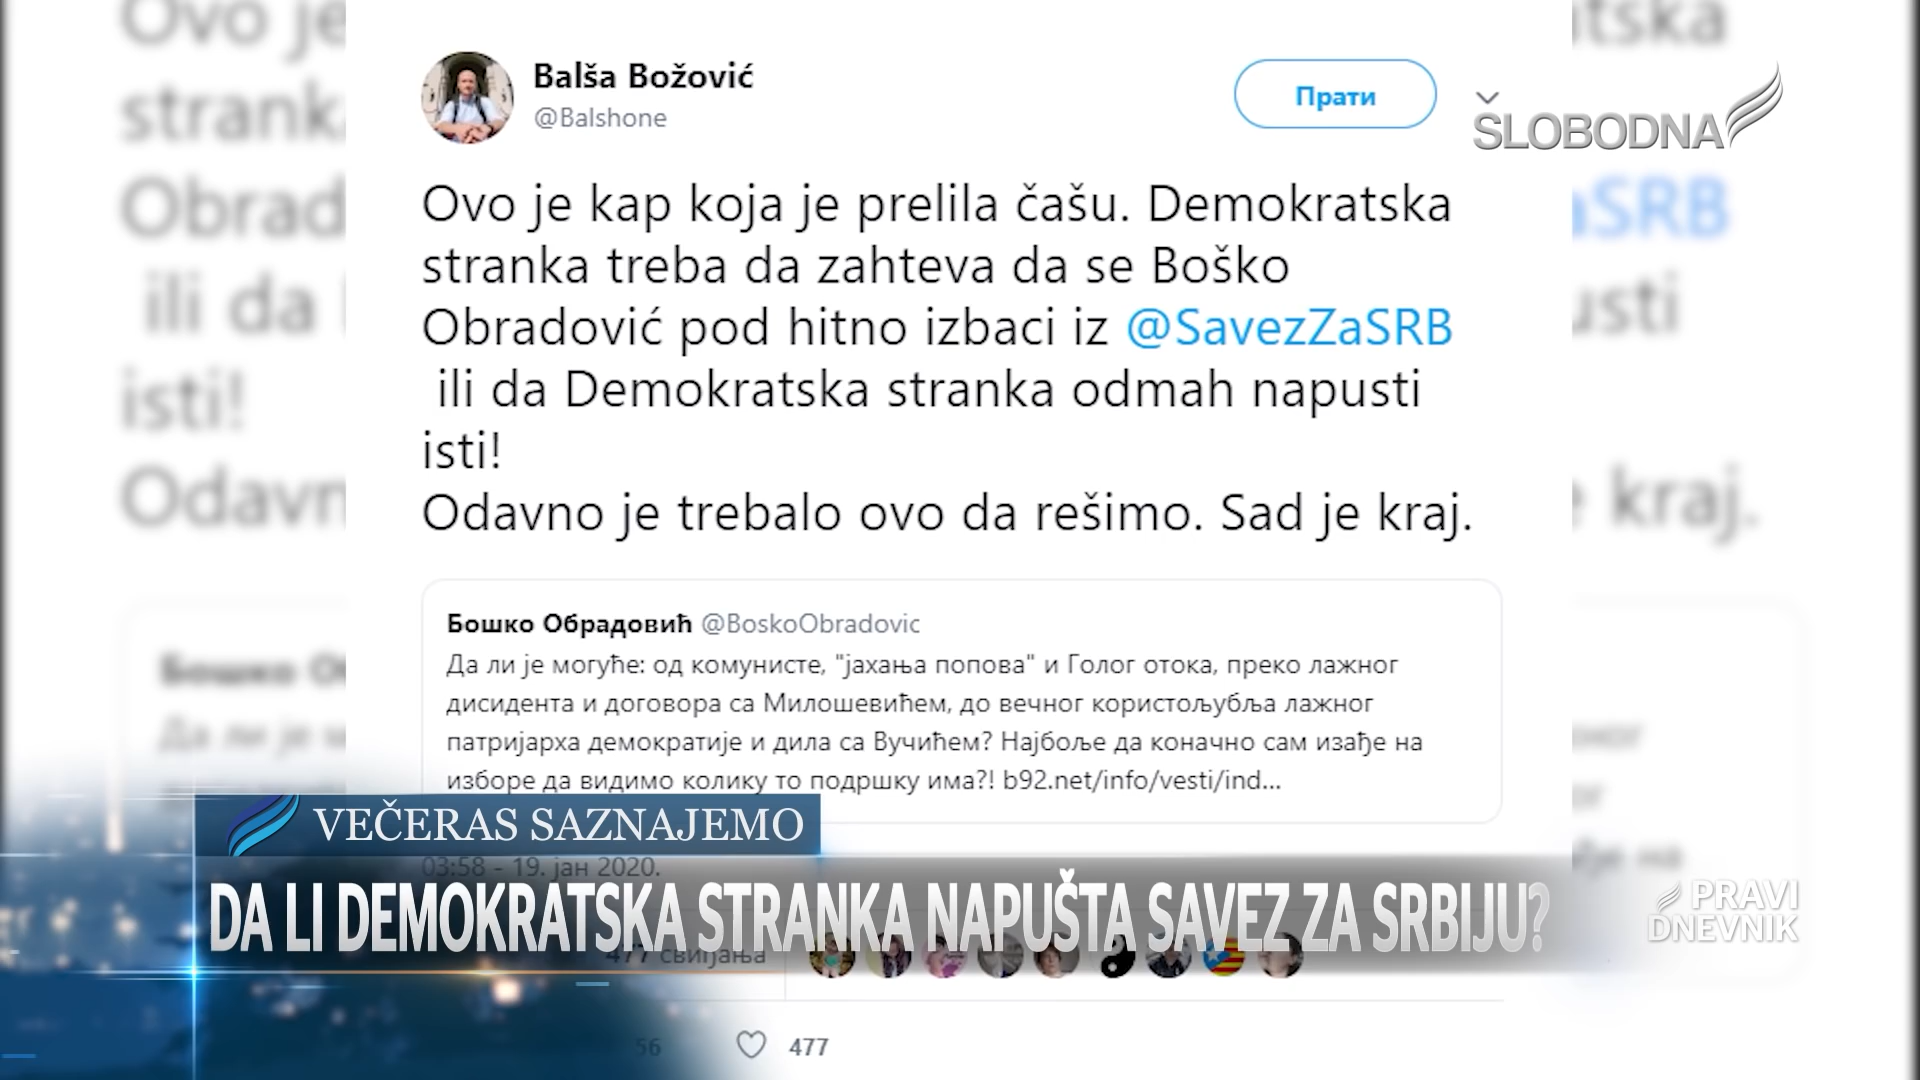 Balša Božović
@Balshone
Прати
SLOBODNA
Ovo je kap koja je prelila čašu. Demokratska
stranka treba da zahteva da se Boško
Obradović pod hitno izbaci iz @SavezZaSRB
ili da Demokratska stranka odmah napusti
isti!
Odavno je trebalo ovo da rešimo. Sad je kraj.
Бошко Обрадовић @BoskoObradovic
Да ли је могуће: од комунисте, "јахања попова" и Голог отока, преко лажног
дисидента и договора са Милошевићем, до вечног користољубља лажног
патријарха демократије и дила са Вучићем? Најбоље да коначно сам изађе на
изборе да видимо колику то подршку има?! b92.net/info/vesti/ind...
VEČERAS SAZNAJEMO
03:58 - 19. јан 2020.
DA LI DEMOKRATSKA STRANKA NAPUŠTA SAVEZ ZA SRBIJU?
PRAVI
DNEVNIK
477 свиђања
56
477